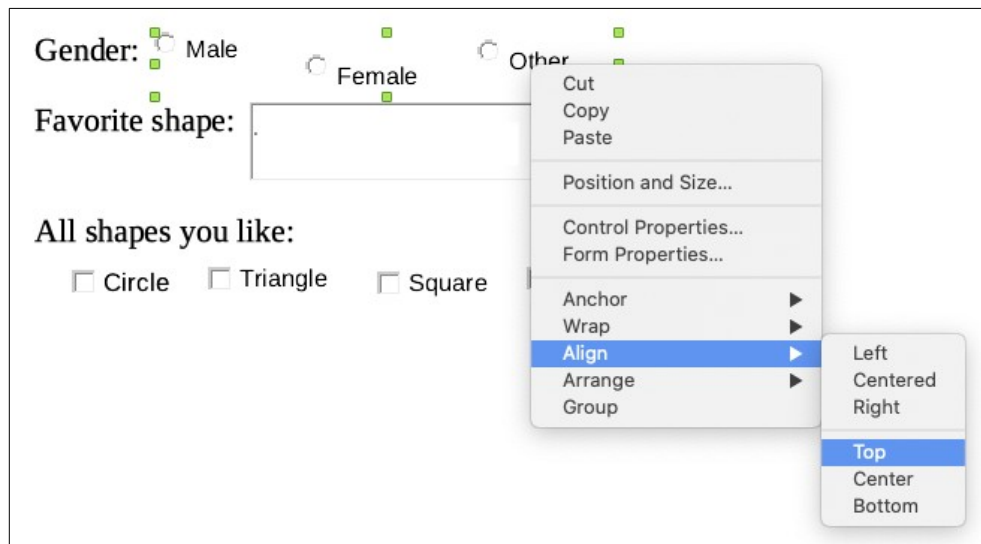 Gender: Male
Female
Other
Favorite shape:
.
All shapes you like:
Circle Triangle Square
Cut
Copy
Paste
Position and Size...
Control Properties...
Form Properties...
Anchor
Wrap
Align
Arrange
Group
Left
Centered
Right
Top
Center
Bottom